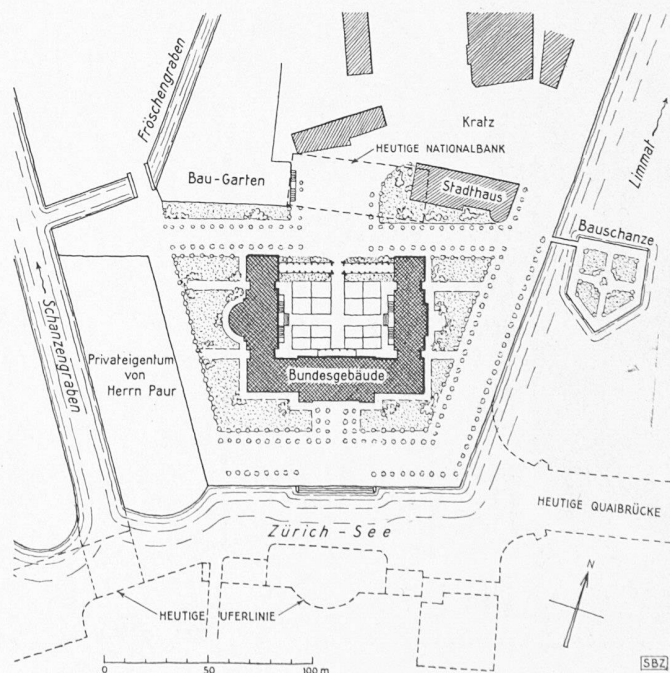 Fröschengraben
Kratz
HEUTIGE NATIONALBANK
Limmat
Bau-Garten
Stadthaus
Bauschanze
Schanzengraben
Privateigentum
von
Herrn Paur
Bundesgebäude
HEUTIGE QUAIBRÜCKE
Zürich-See
N
HEUTIGE UFERLINIE
0 50 100 m
SBZ